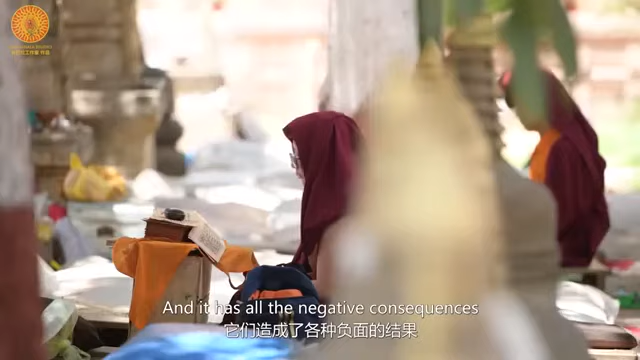 And it has all the negative consequences
它们造成了各种负面的结果